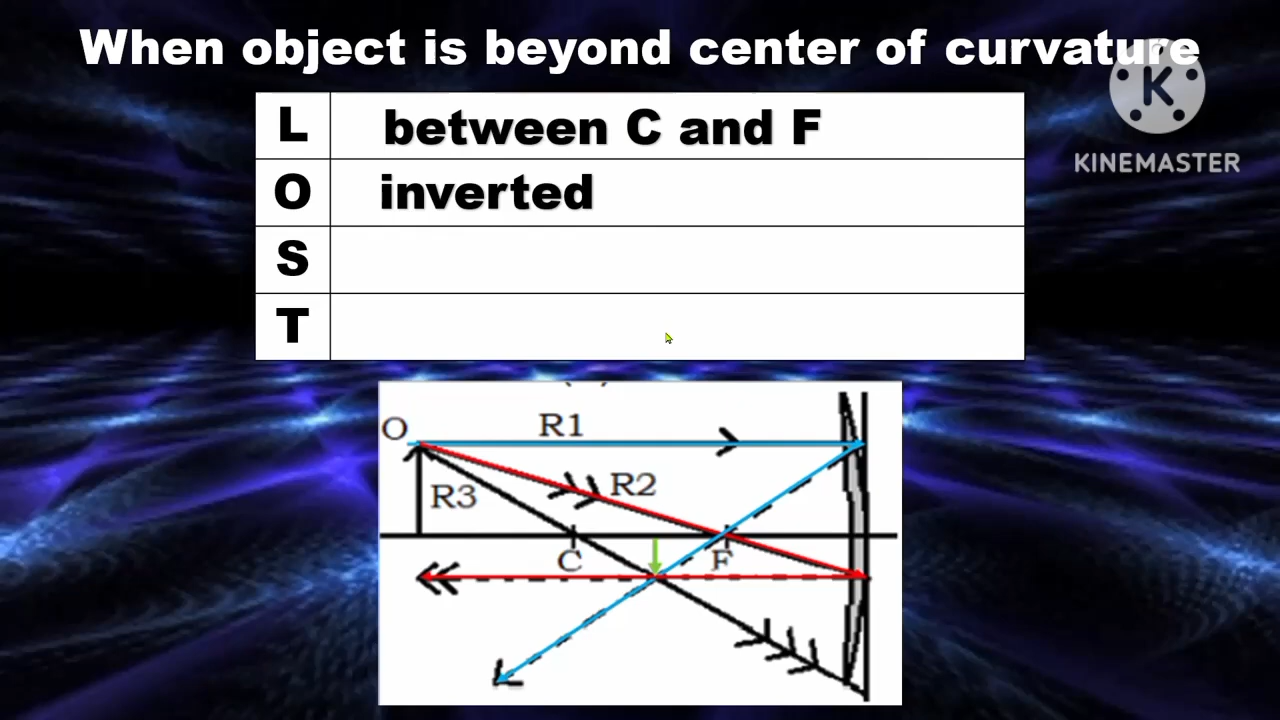 When object is beyond center of curvature
K
KINEMASTER
L between C and F
O inverted
S
T
O R1
R2
R3
C F